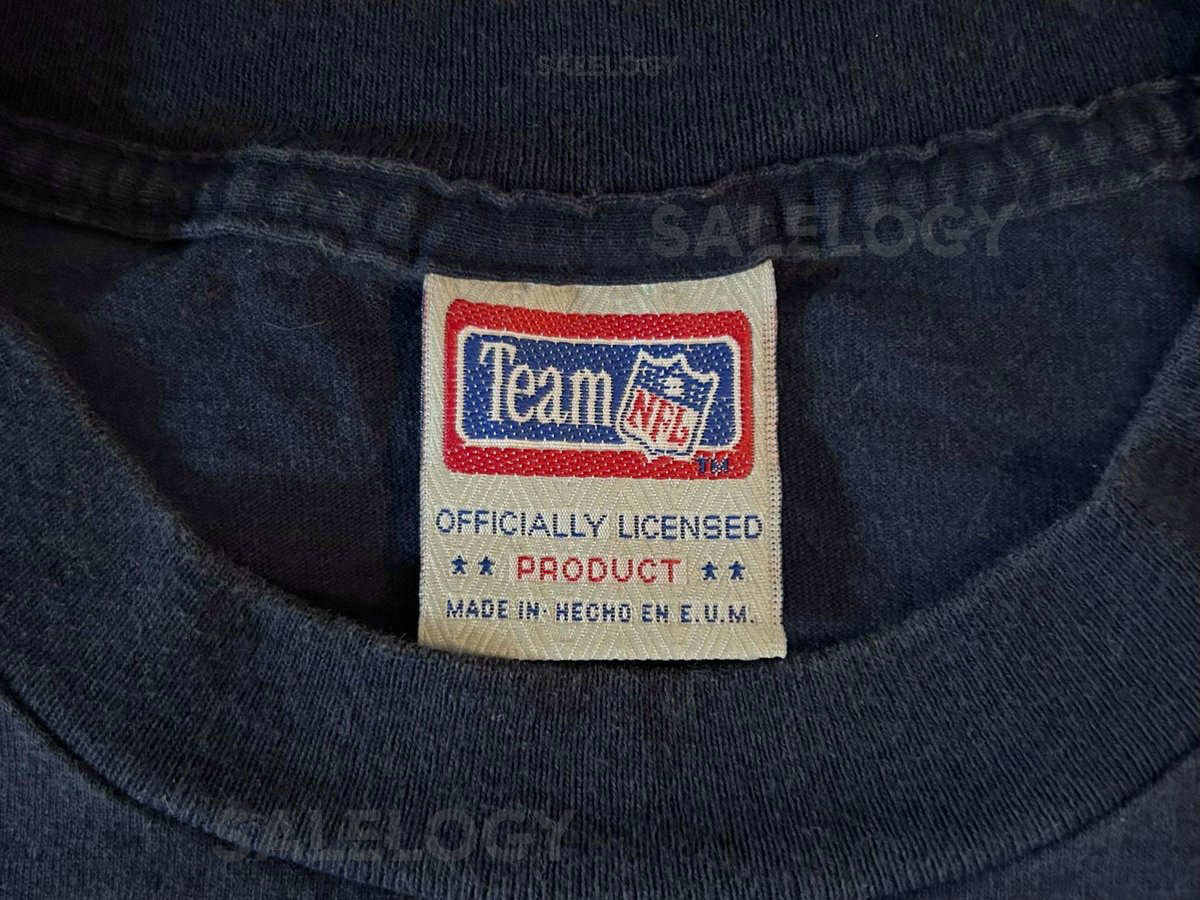 SALELOGY
SALELOGY
Team NFL TM
OFFICIALLY LICENSED
PRODUCT
MADE IN· HECHO EN E.U.M.
SALELOGY